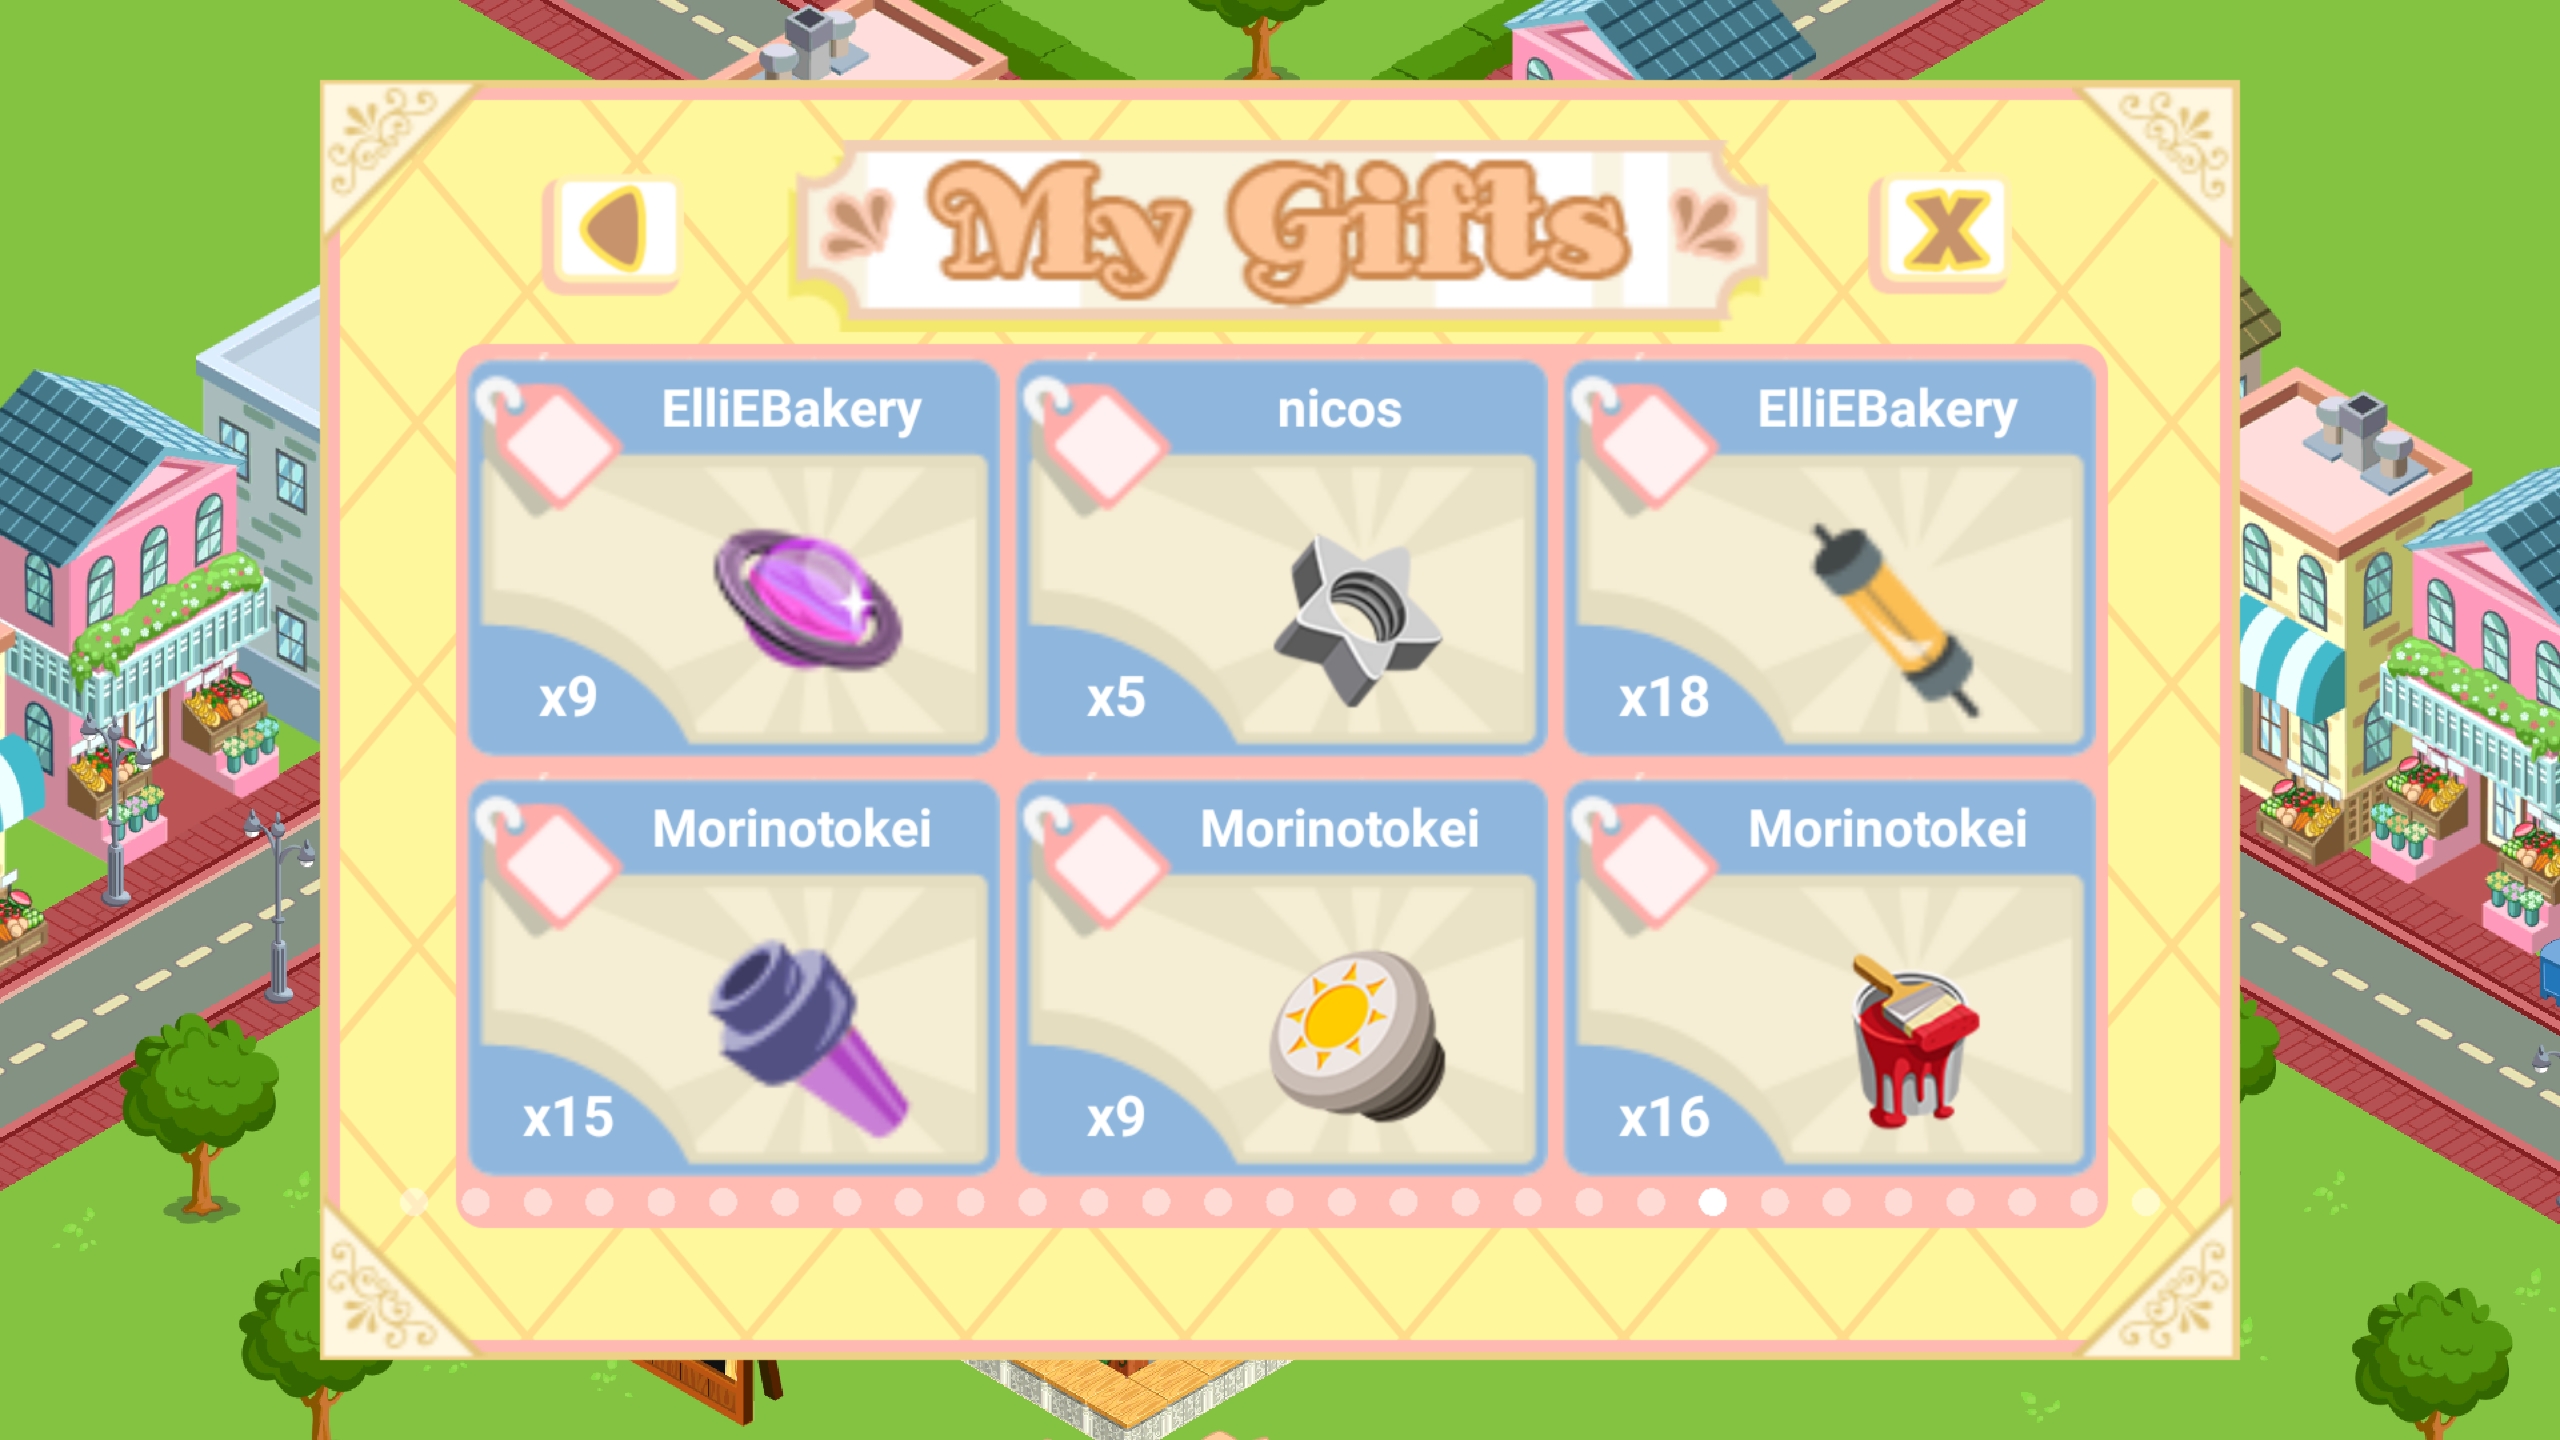 My Gifts
X
ElliEBakery
x9
nicos
x5
ElliEBakery
x18
Morinotokei
x15
Morinotokei
x9
Morinotokei
x16